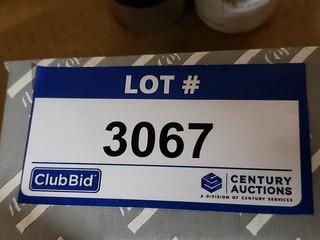 LOT #
3067
ClubBid
CENTURY
AUCTIONS
A DIVISION OF CENTURY SERVICES